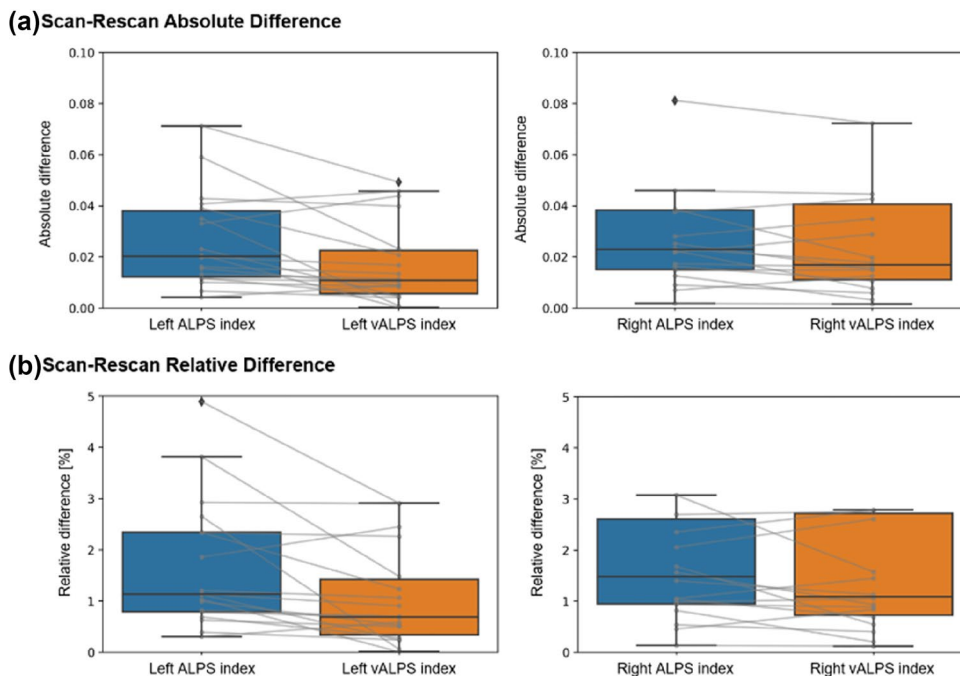 (a) Scan-Rescan Absolute Difference
0.10
0.08
0.06
0.04
0.02
0.00
Absolute difference
Left ALPS index
Left vALPS index
0.10
0.08
0.06
0.04
0.02
0.00
Absolute difference
Right ALPS index
Right vALPS index
(b) Scan-Rescan Relative Difference
5
4
3
2
1
0
Relative difference [%]
Left ALPS index
Left vALPS index
5
4
3
2
1
0
Relative difference [%]
Right ALPS index
Right vALPS index